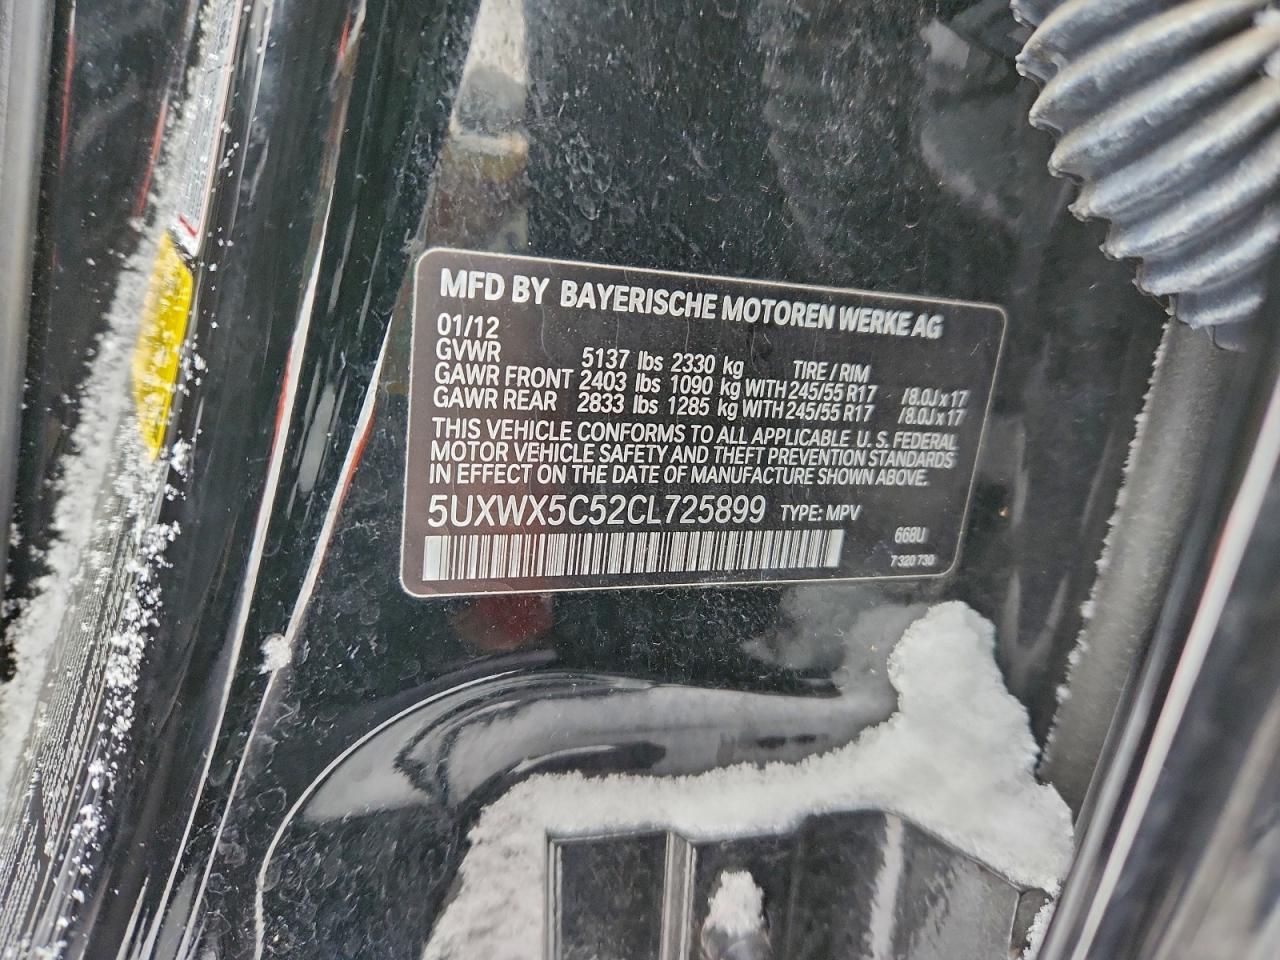 MFD BY BAYERISCHE MOTOREN WERKE AG
01/12
GVWR 5137 lbs 2330 kg TIRE / RIM
GAWR FRONT 2403 lbs 1090 kg WITH 245/55 R17 /8.0J x 17
GAWR REAR 2833 lbs 1285 kg WITH 245/55 R17 /8.0J x 17
THIS VEHICLE CONFORMS TO ALL APPLICABLE U.S. FEDERAL
MOTOR VEHICLE SAFETY AND THEFT PREVENTION STANDARDS
IN EFFECT ON THE DATE OF MANUFACTURE SHOWN ABOVE.
5UXWX5C52CL725899 TYPE: MPV
668U
7 320 730